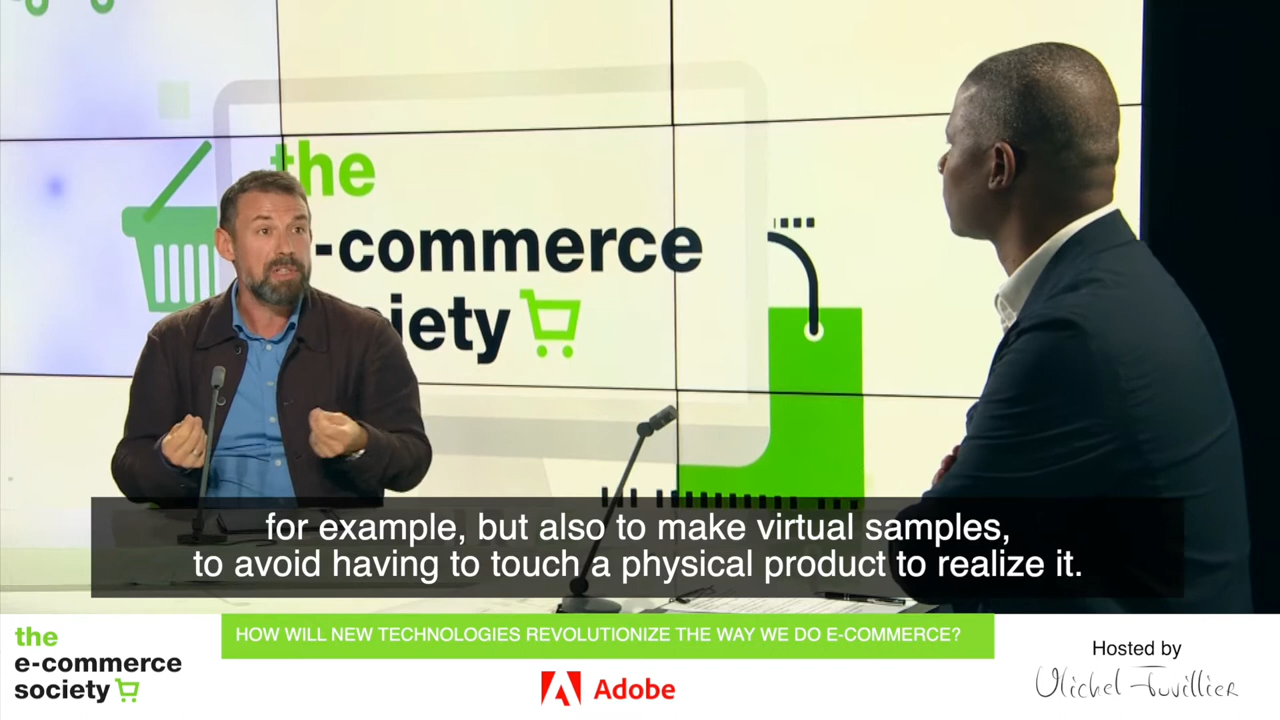 the
e-commerce
society
for example, but also to make virtual samples,
to avoid having to touch a physical product to realize it.
HOW WILL NEW TECHNOLOGIES REVOLUTIONIZE THE WAY WE DO E-COMMERCE?
the
e-commerce
society
Adobe
Hosted by
Michel Juvillier